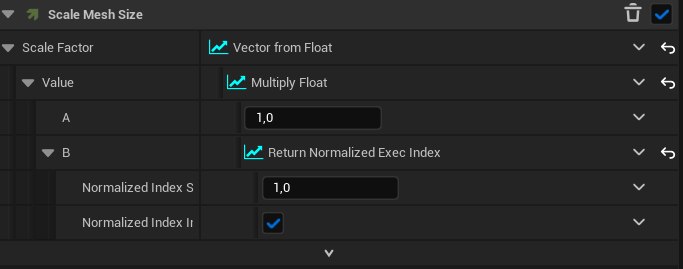 Scale Mesh Size
Scale Factor Vector from Float
Value Multiply Float
A 1,0
B Return Normalized Exec Index
Normalized Index S 1,0
Normalized Index